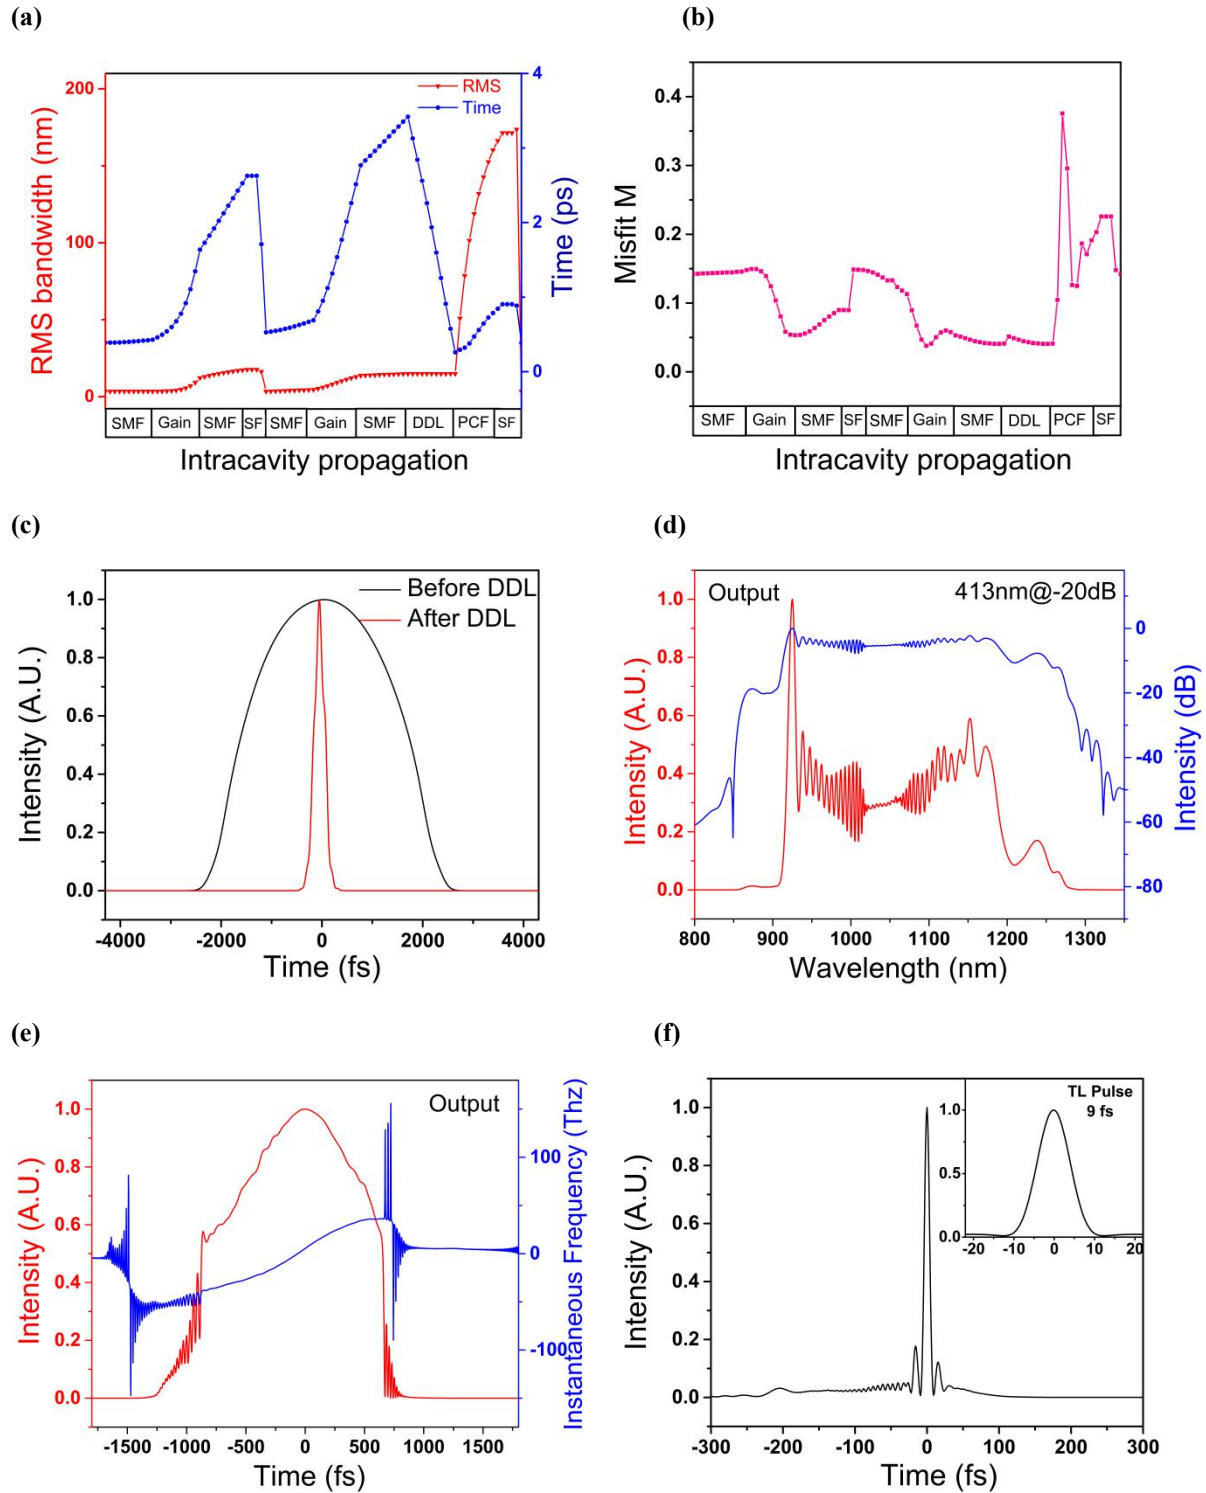 (a)
(b)
RMS bandwidth (nm)
200
100
0
RMS
Time
4
2
0
Time (ps)
SMF Gain SMF SF SMF Gain SMF DDL PCF SF
Intracavity propagation
Misfit M
0.4
0.3
0.2
0.1
0.0
SMF Gain SMF SF SMF Gain SMF DDL PCF SF
Intracavity propagation
(c)
(d)
Intensity (A.U.)
1.0
0.8
0.6
0.4
0.2
0.0
Before DDL
After DDL
-4000 -2000 0 2000 4000
Time (fs)
Intensity (A.U.)
1.0
0.8
0.6
0.4
0.2
0.0
Output 413nm@-20dB
0
-20
-40
-60
-80
Intensity (dB)
800 900 1000 1100 1200 1300
Wavelength (nm)
(e)
(f)
Intensity (A.U.)
1.0
0.8
0.6
0.4
0.2
0.0
Output
100
0
-100
Instantaneous Frequency (Thz)
-1500 -1000 -500 0 500 1000 1500
Time (fs)
Intensity (A.U.)
1.0
0.8
0.6
0.4
0.2
0.0
TL Pulse
9 fs
1.0
0.5
0.0
-20 -10 0 10 20
-300 -200 -100 0 100 200 300
Time (fs)